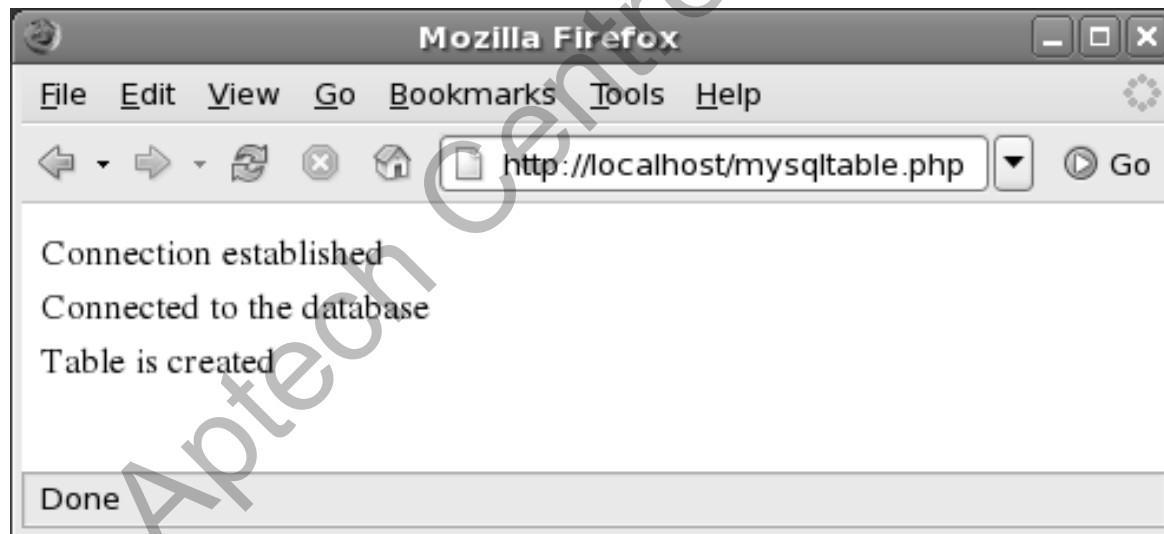 Mozilla Firefox
File Edit View Go Bookmarks Tools Help
http://localhost/mysqltable.php Go
Connection established
Connected to the database
Table is created
Done
Aptech